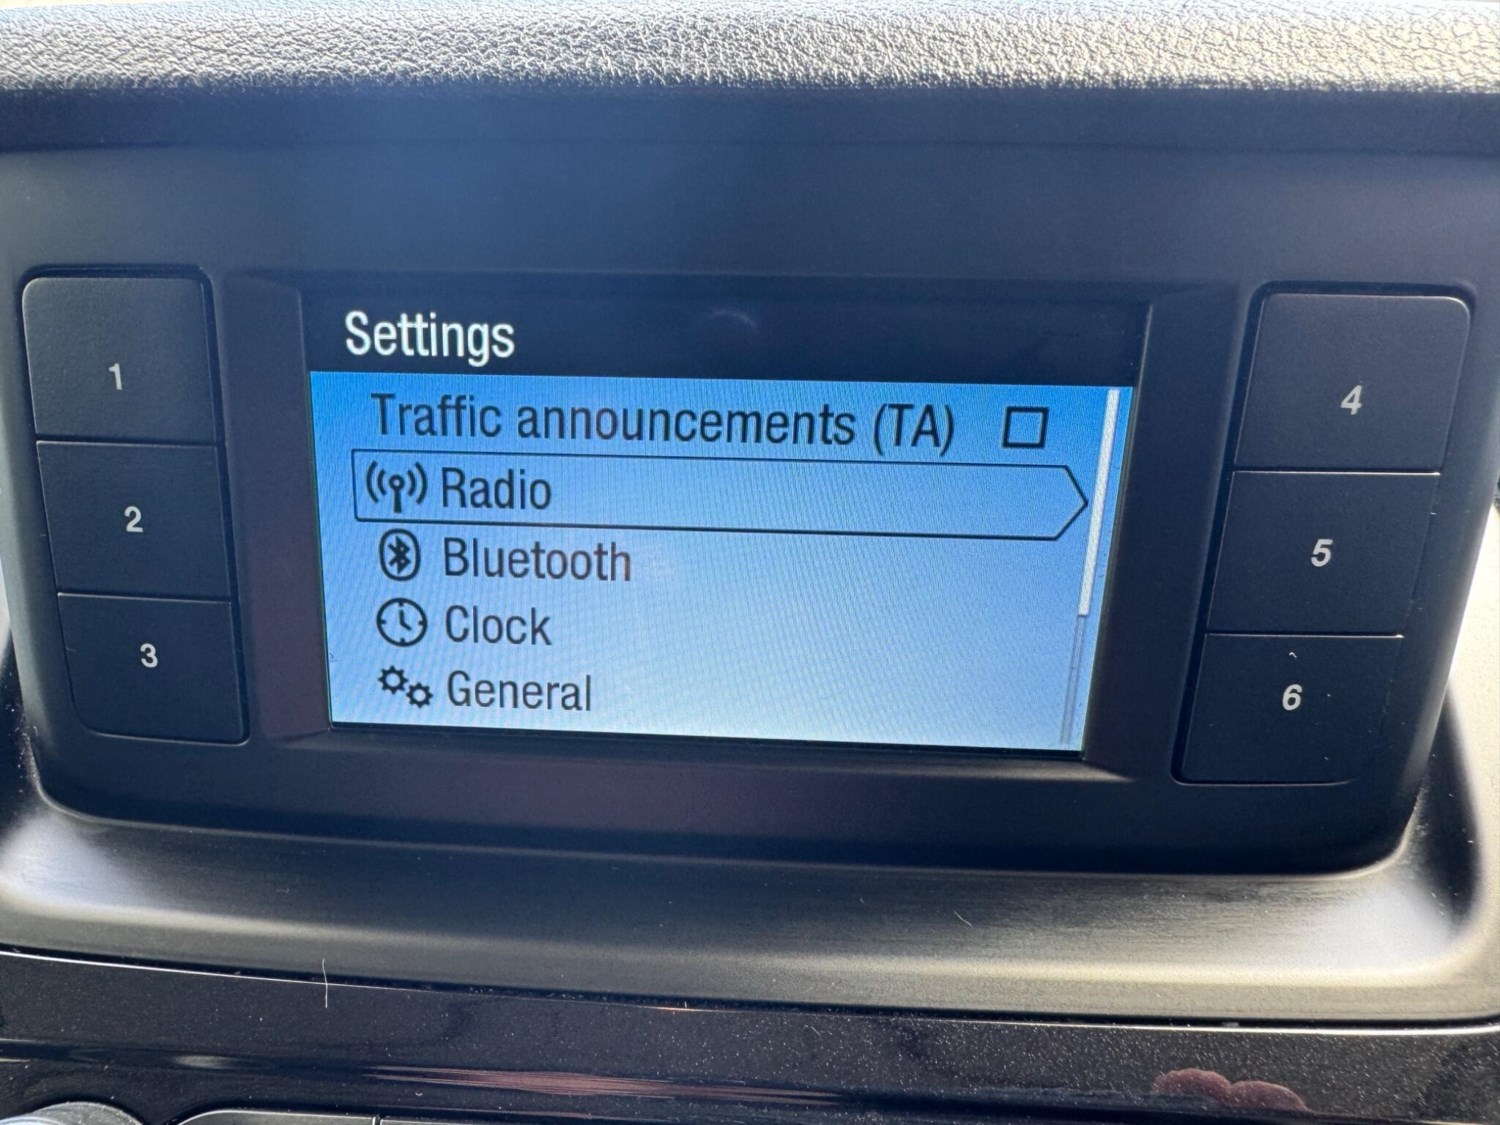 Settings
Traffic announcements (TA)
Radio
Bluetooth
Clock
General
1
2
3
4
5
6